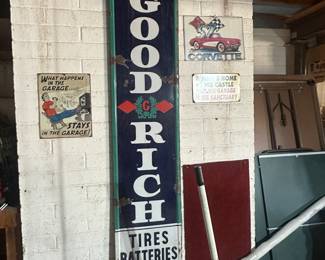 GOOD
RICH
TIRES
BATTERIES
WHAT HAPPENS
IN THE
GARAGE
STAYS
IN THE GARAGE!
CORVETTE
HOME
CASTLE
GARAGE
SANCTUARY